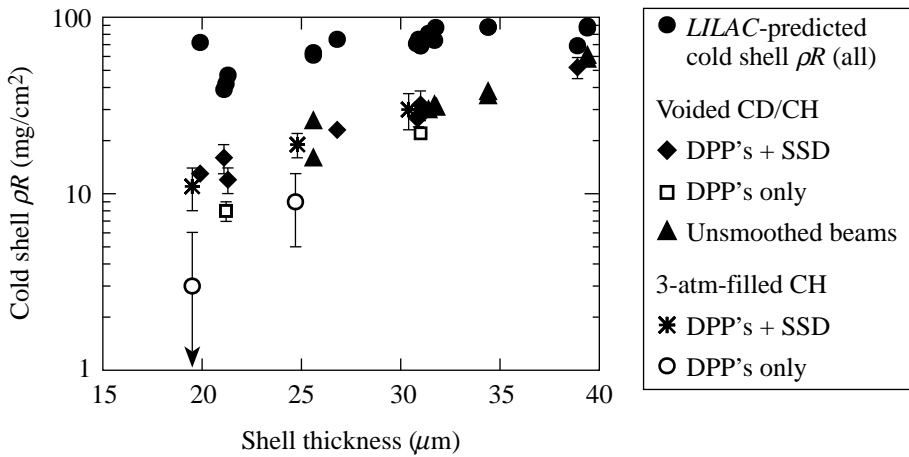 100
10
1
15
20
25
30
35
40
Cold shell ρR (mg/cm²)
Shell thickness (μm)
LILAC-predicted
cold shell ρR (all)
Voided CD/CH
DPP's + SSD
DPP's only
Unsmoothed beams
3-atm-filled CH
DPP's + SSD
DPP's only